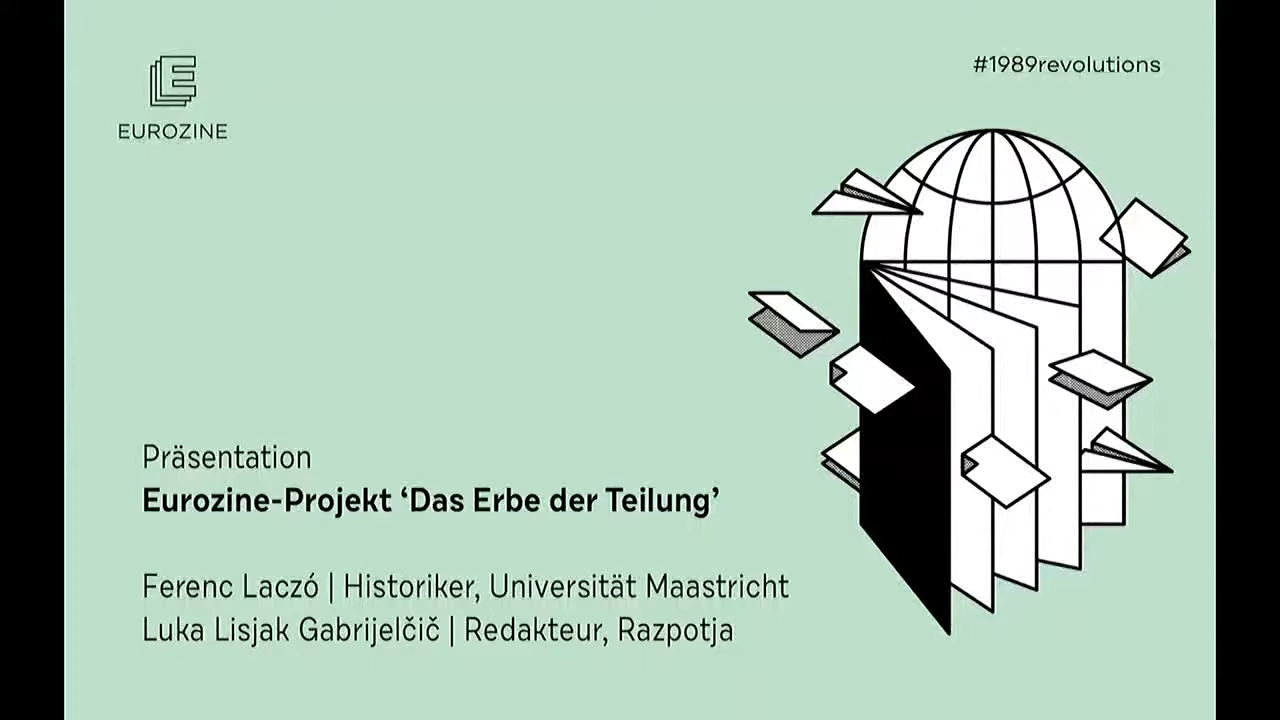 EUROZINE
#1989revolutions
Präsentation
Eurozine-Projekt ‘Das Erbe der Teilung’
Ferenc Laczó | Historiker, Universität Maastricht
Luka Lisjak Gabrijelčič | Redakteur, Razpotja